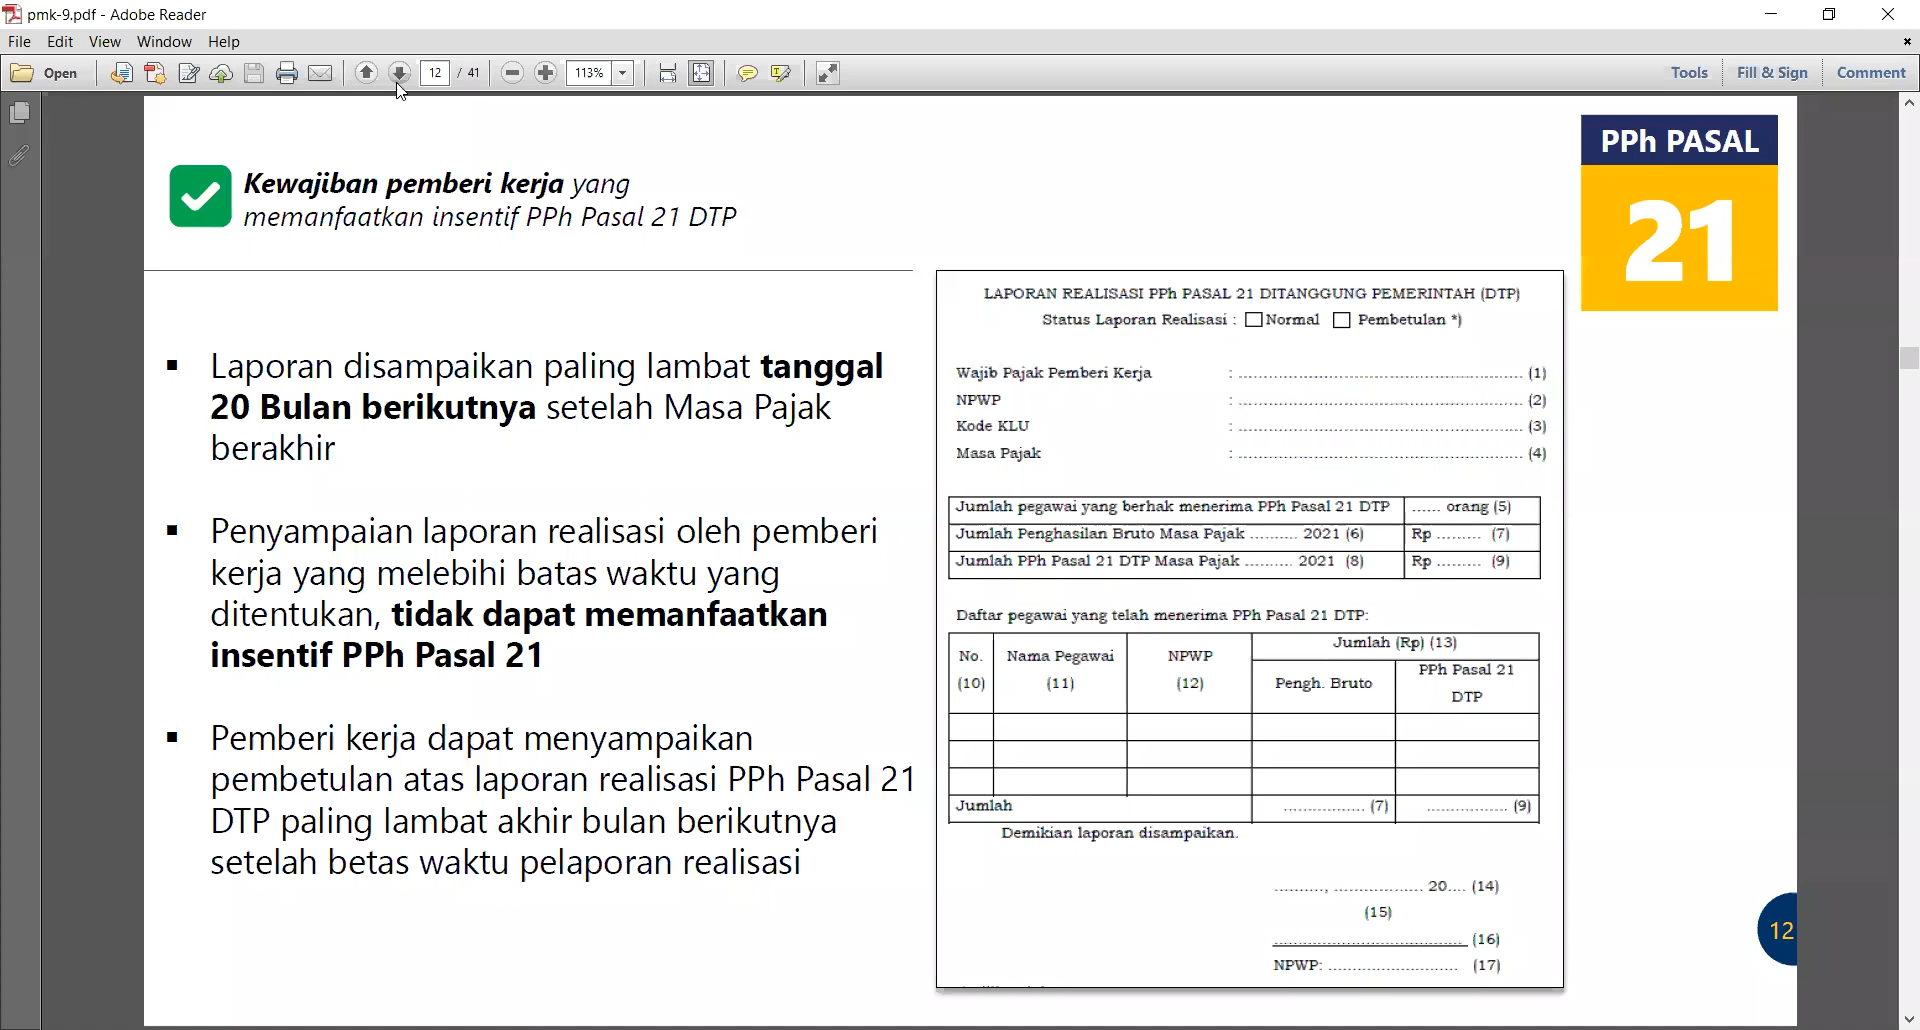 pmk-9.pdf - Adobe Reader
File Edit View Window Help
Open 12 / 41 113% Tools Fill & Sign Comment
PPh PASAL
21
Kewajiban pemberi kerja yang
memanfaatkan insentif PPh Pasal 21 DTP
▪ Laporan disampaikan paling lambat tanggal
20 Bulan berikutnya setelah Masa Pajak
berakhir
▪ Penyampaian laporan realisasi oleh pemberi
kerja yang melebihi batas waktu yang
ditentukan, tidak dapat memanfaatkan
insentif PPh Pasal 21
▪ Pemberi kerja dapat menyampaikan
pembetulan atas laporan realisasi PPh Pasal 21
DTP paling lambat akhir bulan berikutnya
setelah betas waktu pelaporan realisasi
LAPORAN REALISASI PPh PASAL 21 DITANGGUNG PEMERINTAH (DTP)
Status Laporan Realisasi : Normal Pembetulan *)
Wajib Pajak Pemberi Kerja : ...................................................... (1)
NPWP : ...................................................... (2)
Kode KLU : ...................................................... (3)
Masa Pajak : ...................................................... (4)
Jumlah pegawai yang berhak menerima PPh Pasal 21 DTP ...... orang (5)
Jumlah Penghasilan Bruto Masa Pajak .......... 2021 (6) Rp ......... (7)
Jumlah PPh Pasal 21 DTP Masa Pajak .......... 2021 (8) Rp ......... (9)
Daftar pegawai yang telah menerima PPh Pasal 21 DTP:
No. Nama Pegawai NPWP Jumlah (Rp) (13)
(10) (11) (12) Pengh. Bruto PPh Pasal 21
DTP
Jumlah ................. (7) ................. (9)
Demikian laporan disampaikan.
.........., .................. 20.... (14)
(15)
....................................... (16)
NPWP: ........................... (17)
12